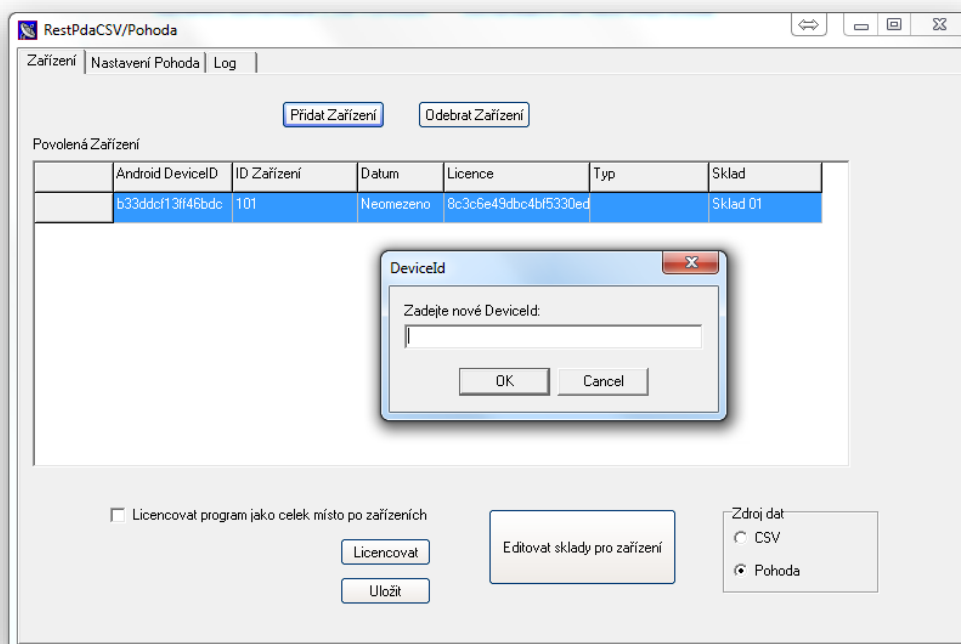 RestPdaCSV/Pohoda
Zařízení Nastavení Pohoda Log
Přidat Zařízení Odebrat Zařízení
Povolená Zařízení
Android DeviceID ID Zařízení Datum Licence Typ Sklad
b33ddcf13ff46bdc 101 Neomezeno 8c3c6e49dbc4bf5330ed Sklad 01
DeviceId
Zadejte nové DeviceId:
OK Cancel
Licencovat program jako celek místo po zařízeních
Zdroj dat
CSV
Editovat sklady pro zařízení
Licencovat
Pohoda
Uložit